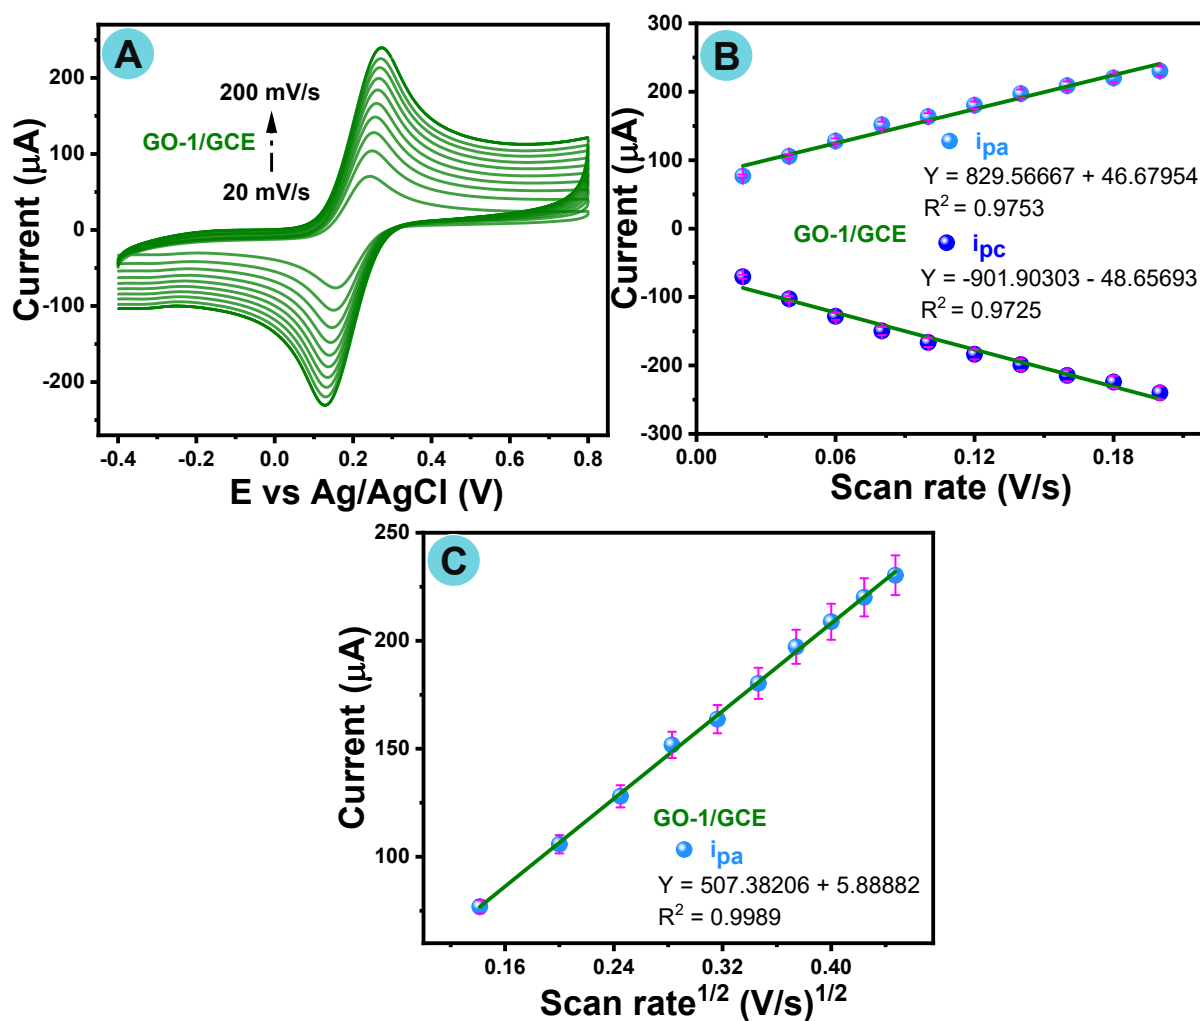 A
200 mV/s
GO-1/GCE
20 mV/s
Current (μA)
200
100
0
-100
-200
-0.4 -0.2 0.0 0.2 0.4 0.6 0.8
E vs Ag/AgCl (V)
B
Current (μA)
300
200
100
0
-100
-200
-300
ipa
Y = 829.56667 + 46.67954
R² = 0.9753
GO-1/GCE
ipc
Y = -901.90303 - 48.65693
R² = 0.9725
0.00 0.06 0.12 0.18
Scan rate (V/s)
C
Current (μA)
250
200
150
100
GO-1/GCE
ipa
Y = 507.38206 + 5.88882
R² = 0.9989
0.16 0.24 0.32 0.40
Scan rate^1/2 (V/s)^1/2